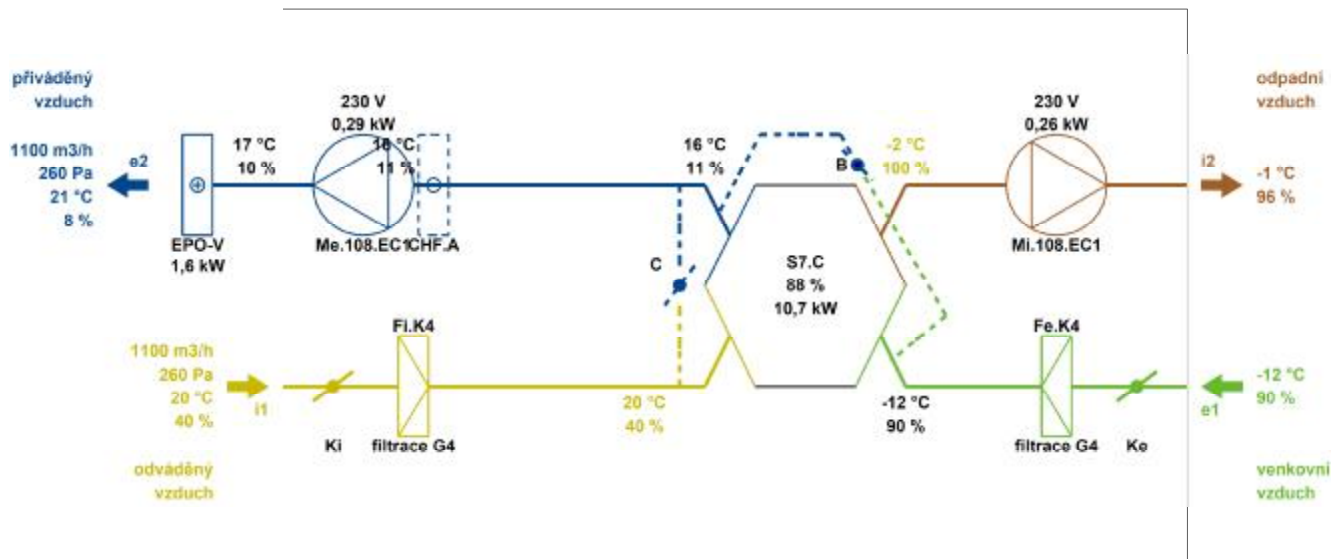 přiváděný
vzduch
1100 m3/h
260 Pa
21 °C
8 %
e2
EPO-V
1,6 kW
17 °C
10 %
230 V
0,29 kW
Me.108.EC1
16 °C
11 %
CHF.A
16 °C
11 %
B
C
S7.C
88 %
10,7 kW
-2 °C
100 %
230 V
0,26 kW
Mi.108.EC1
odpadní
vzduch
i2
-1 °C
96 %
1100 m3/h
260 Pa
20 °C
40 %
i1
odváděný
vzduch
Ki
Fi.K4
filtrace G4
20 °C
40 %
-12 °C
90 %
Fe.K4
filtrace G4
Ke
e1
-12 °C
90 %
venkovní
vzduch